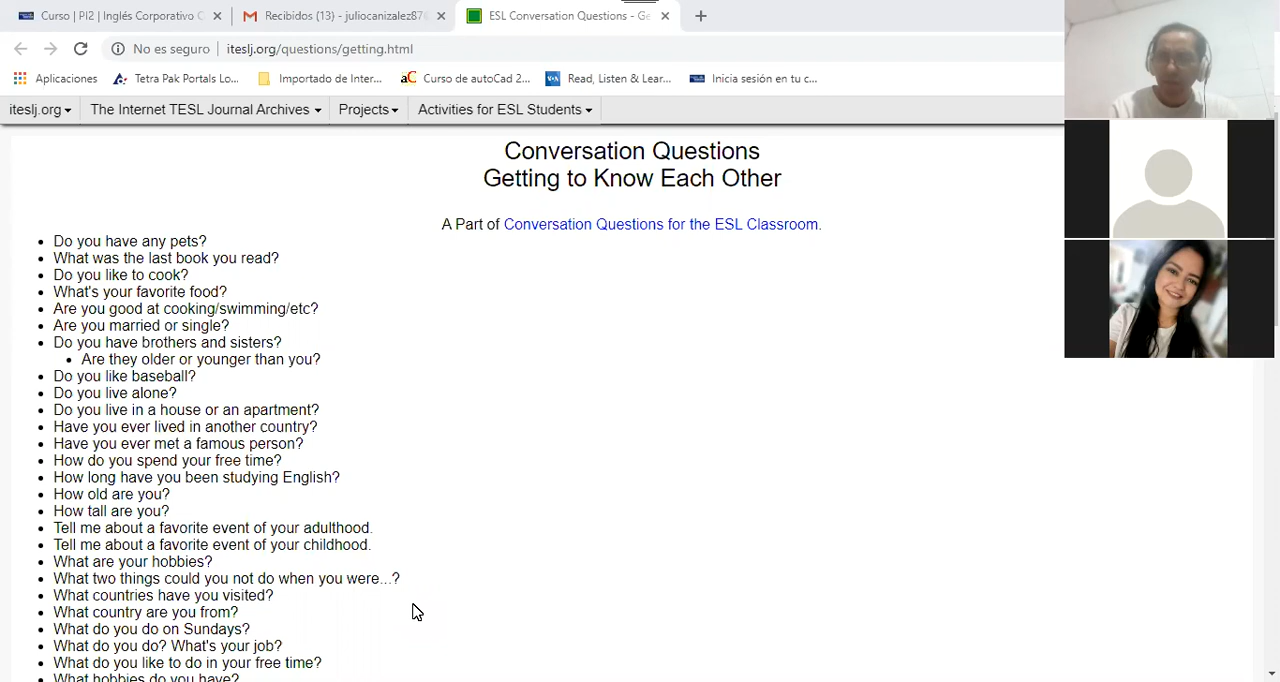 Curso | PI2 | Inglés Corporativo C
Recibidos (13) - juliocanizalez87
ESL Conversation Questions - Ge
No es seguro
iteslj.org/questions/getting.html
Aplicaciones
Tetra Pak Portals Lo...
Importado de Inter...
Curso de autoCad 2...
Read, Listen & Lear...
Inicia sesión en tu c...
iteslj.org
The Internet TESL Journal Archives
Projects
Activities for ESL Students
Conversation Questions
Getting to Know Each Other
A Part of Conversation Questions for the ESL Classroom.
Do you have any pets?
What was the last book you read?
Do you like to cook?
What's your favorite food?
Are you good at cooking/swimming/etc?
Are you married or single?
Do you have brothers and sisters?
Are they older or younger than you?
Do you like baseball?
Do you live alone?
Do you live in a house or an apartment?
Have you ever lived in another country?
Have you ever met a famous person?
How do you spend your free time?
How long have you been studying English?
How old are you?
How tall are you?
Tell me about a favorite event of your adulthood.
Tell me about a favorite event of your childhood.
What are your hobbies?
What two things could you not do when you were...?
What countries have you visited?
What country are you from?
What do you do on Sundays?
What do you do? What's your job?
What do you like to do in your free time?
What hobbies do you have?